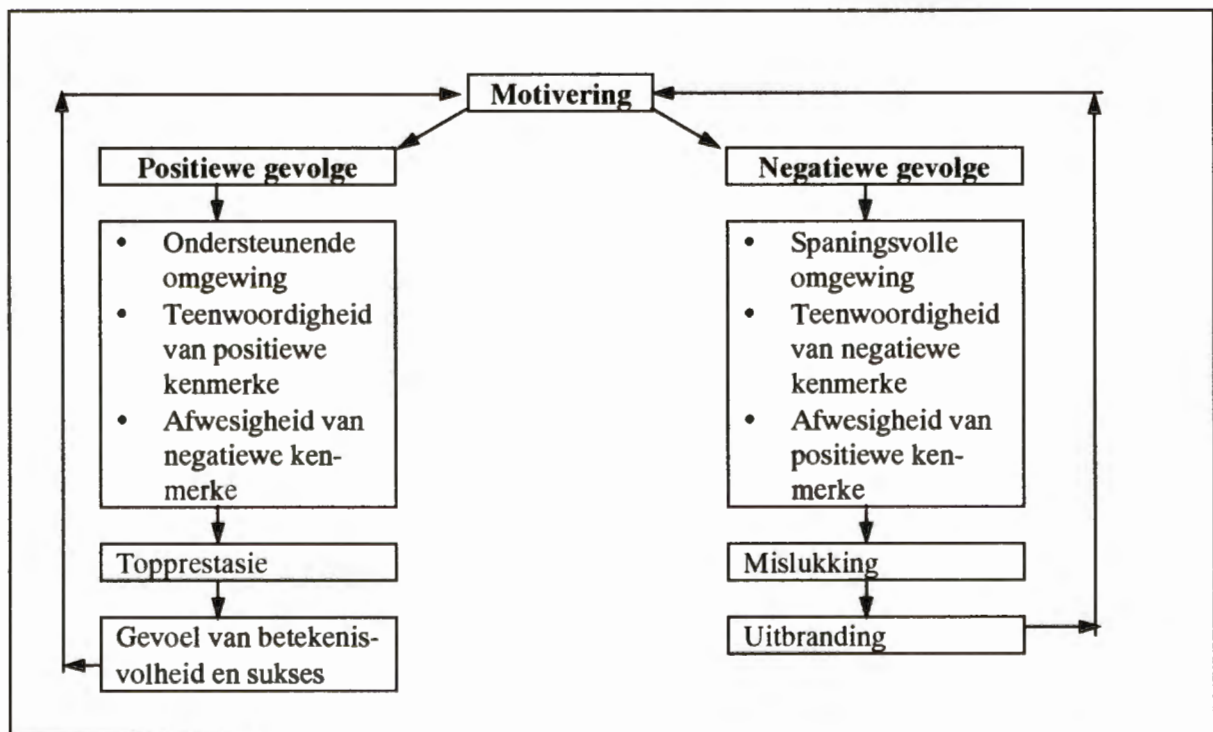 Motivering
Positiewe gevolge
• Ondersteunende
omgewing
• Teenwoordigheid
van positiewe
kenmerke
• Afwesigheid van
negatiewe ken-
merke
Topprestasie
Gevoel van betekenis-
volheid en sukses
Negatiewe gevolge
• Spaningsvolle
omgewing
• Teenwoordigheid
van negatiewe
kenmerke
• Afwesigheid van
positiewe ken-
merke
Mislukking
Uitbranding